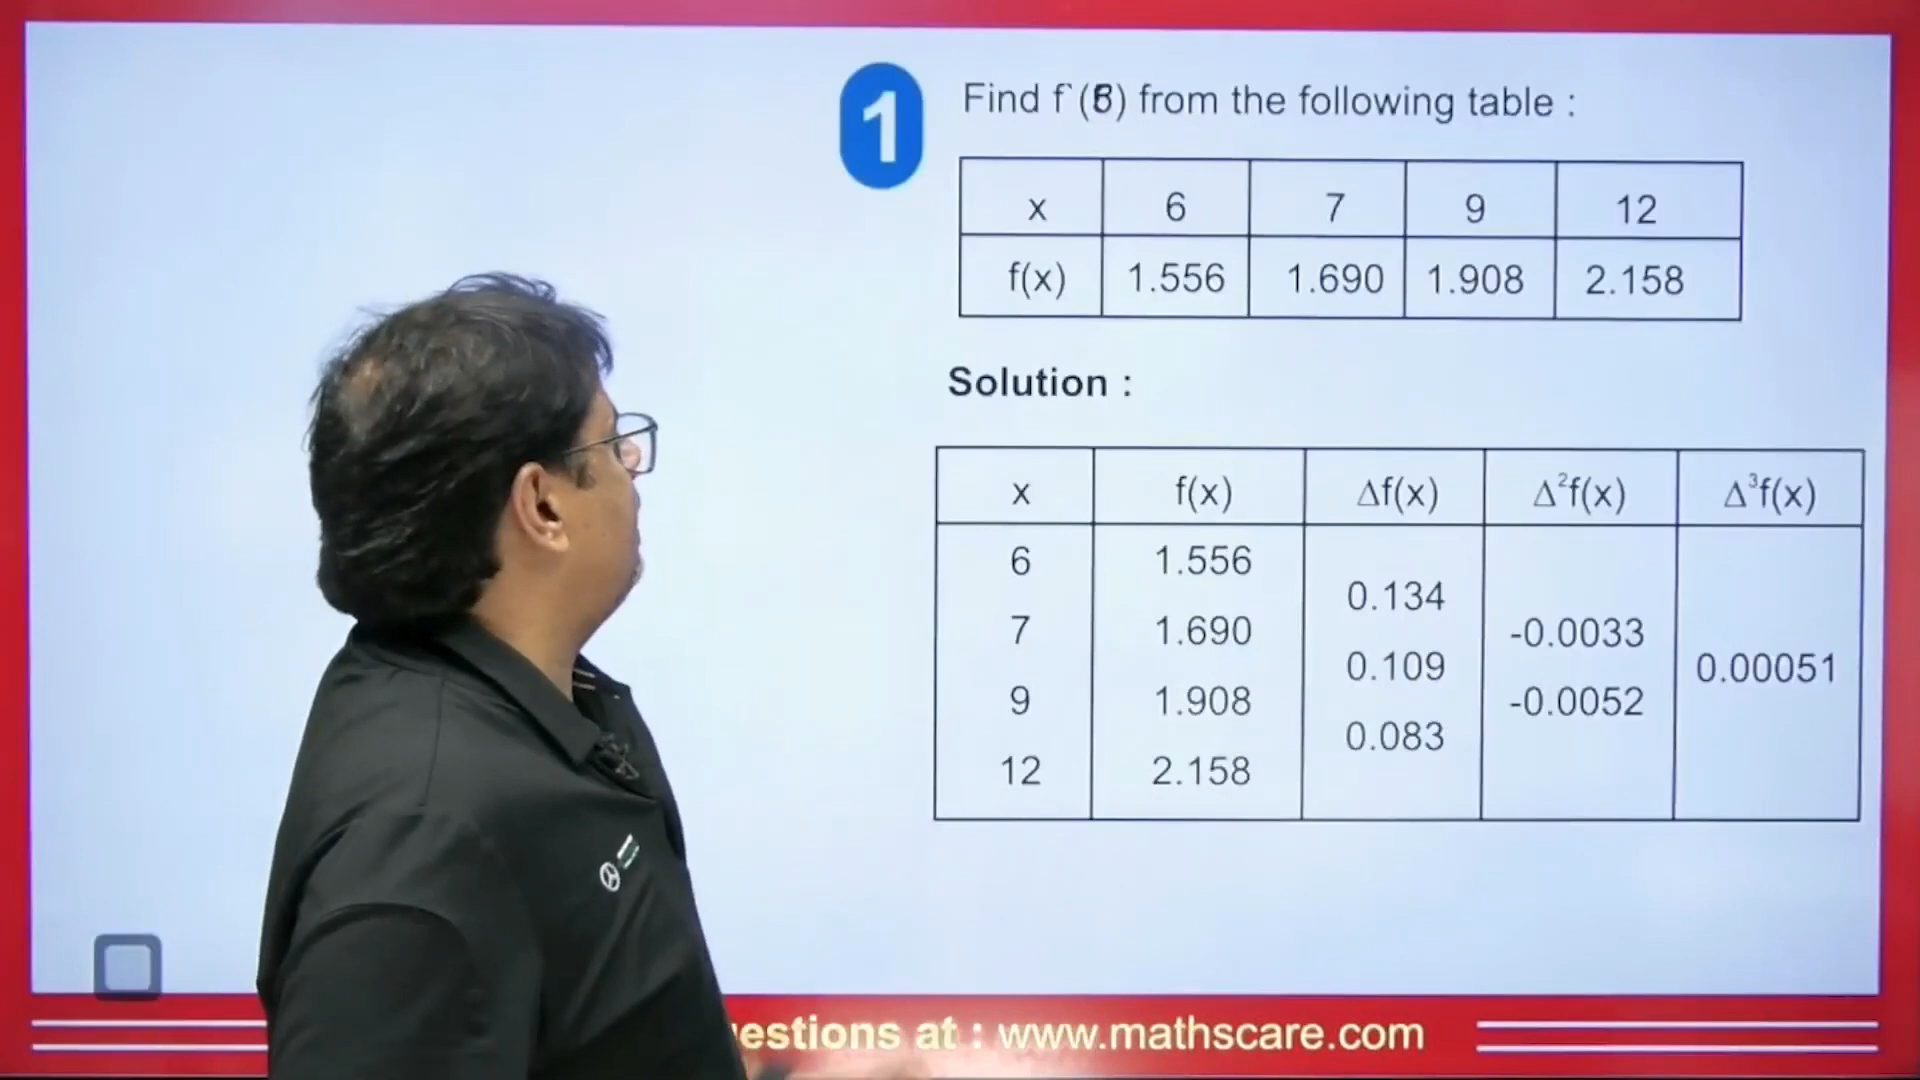 1
Find f`(8) from the following table :
x 6 7 9 12
f(x) 1.556 1.690 1.908 2.158
Solution :
x f(x) Δf(x) Δ²f(x) Δ³f(x)
6 1.556
0.134
7 1.690 -0.0033
0.109 0.00051
9 1.908 -0.0052
0.083
12 2.158
at : www.mathscare.com